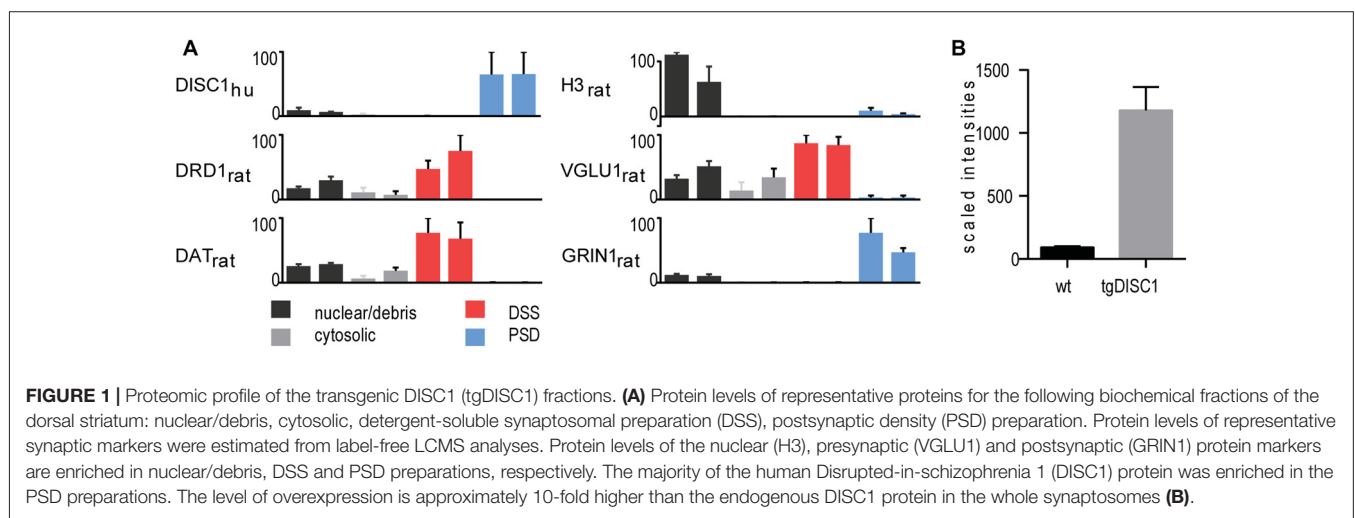 A
B
100
DISC1hu
0
100
H3 rat
0
100
DRD1rat
0
100
VGLU1rat
0
100
DATrat
0
100
GRIN1rat
0
nuclear/debris
cytosolic
DSS
PSD
scaled intensities
1500
1000
500
0
wt
tgDISC1
FIGURE 1 | Proteomic profile of the transgenic DISC1 (tgDISC1) fractions. (A) Protein levels of representative proteins for the following biochemical fractions of the
dorsal striatum: nuclear/debris, cytosolic, detergent-soluble synaptosomal preparation (DSS), postsynaptic density (PSD) preparation. Protein levels of representative
synaptic markers were estimated from label-free LCMS analyses. Protein levels of the nuclear (H3), presynaptic (VGLU1) and postsynaptic (GRIN1) protein markers
are enriched in nuclear/debris, DSS and PSD preparations, respectively. The majority of the human Disrupted-in-schizophrenia 1 (DISC1) protein was enriched in the
PSD preparations. The level of overexpression is approximately 10-fold higher than the endogenous DISC1 protein in the whole synaptosomes (B).